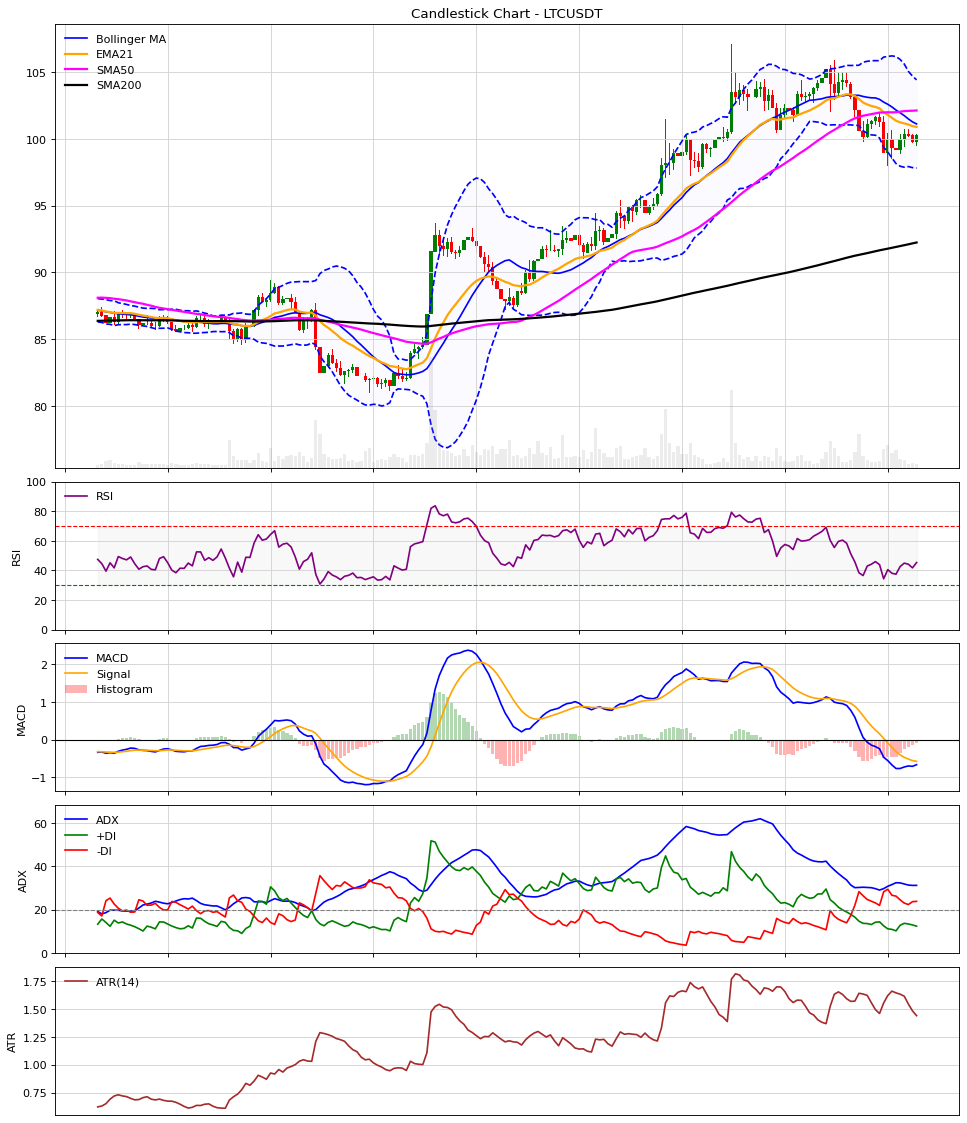 Candlestick Chart - LTCUSDT
Bollinger MA
EMA21
SMA50
SMA200
105
100
95
90
85
80
RSI
RSI
100
80
60
40
20
0
MACD
Signal
Histogram
MACD
2
1
0
−1
ADX
+DI
-DI
ADX
60
40
20
0
ATR(14)
ATR
1.75
1.50
1.25
1.00
0.75